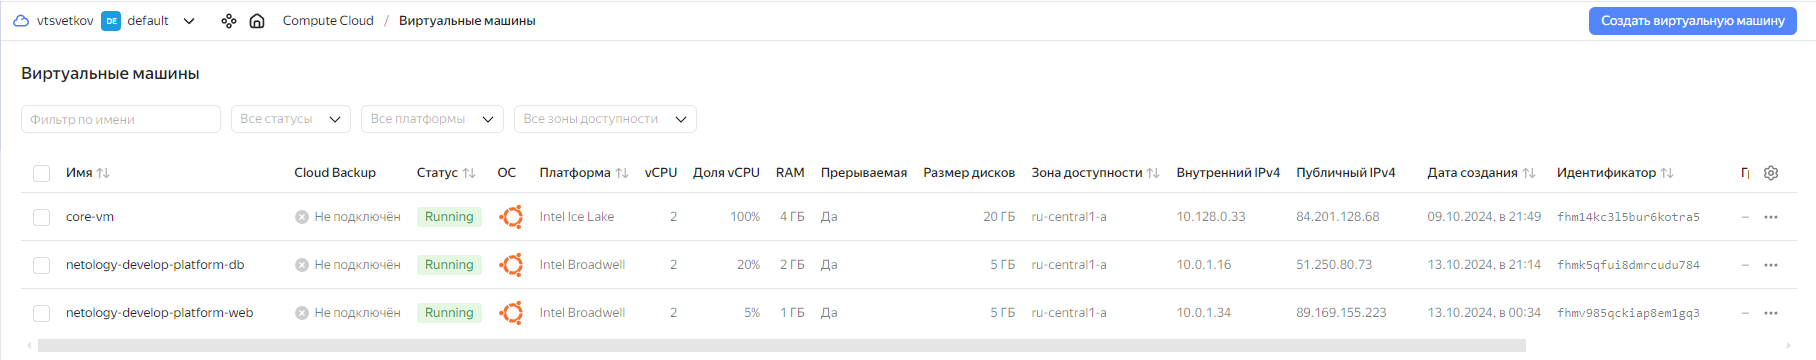 vtsvetkov DE default Compute Cloud / Виртуальные машины Создать виртуальную машину
Виртуальные машины
Фильтр по имени Все статусы Все платформы Все зоны доступности
Имя Cloud Backup Статус ОС Платформа vCPU Доля vCPU RAM Прерываемая Размер дисков Зона доступности Внутренний IPv4 Публичный IPv4 Дата создания Идентификатор
core-vm Не подключён Running Intel Ice Lake 2 100% 4 ГБ Да 20 ГБ ru-central1-a 10.128.0.33 84.201.128.68 09.10.2024, в 21:49 fhm14kc3l5bur6kotra5 —
netology-develop-platform-db Не подключён Running Intel Broadwell 2 20% 2 ГБ Да 5 ГБ ru-central1-a 10.0.1.16 51.250.80.73 13.10.2024, в 21:14 fhmk5qfui8dmrcudu784 —
netology-develop-platform-web Не подключён Running Intel Broadwell 2 5% 1 ГБ Да 5 ГБ ru-central1-a 10.0.1.34 89.169.155.223 13.10.2024, в 00:34 fhmv985qckiap8em1gq3 —